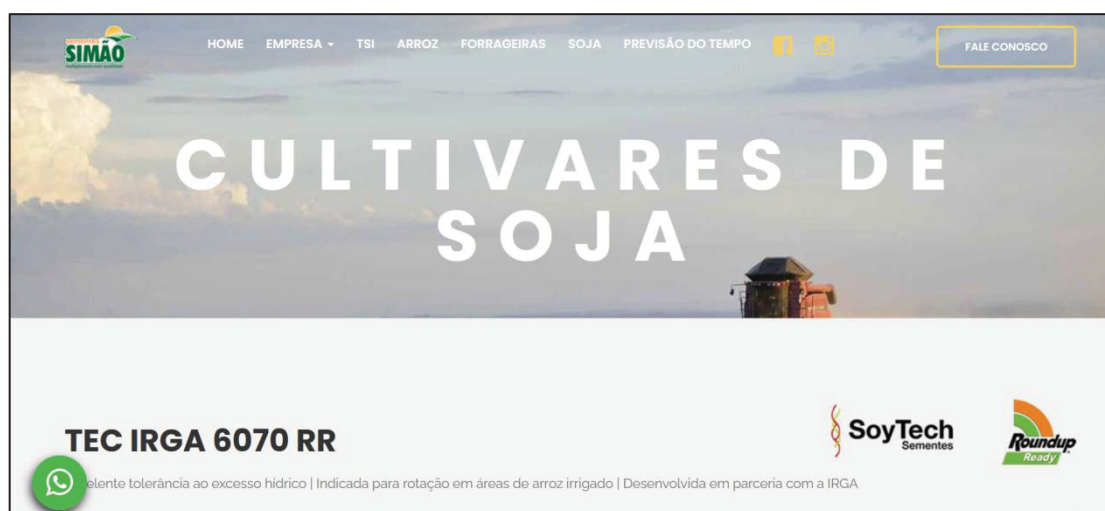 SIMÃO
HOME EMPRESA TSI ARROZ FORRAGEIRAS SOJA PREVISÃO DO TEMPO FALE CONOSCO
CULTIVARES DE
SOJA
TEC IRGA 6070 RR
SoyTech
Sementes
Roundup
Ready
elente tolerância ao excesso hídrico | Indicada para rotação em áreas de arroz irrigado | Desenvolvida em parceria com a IRGA